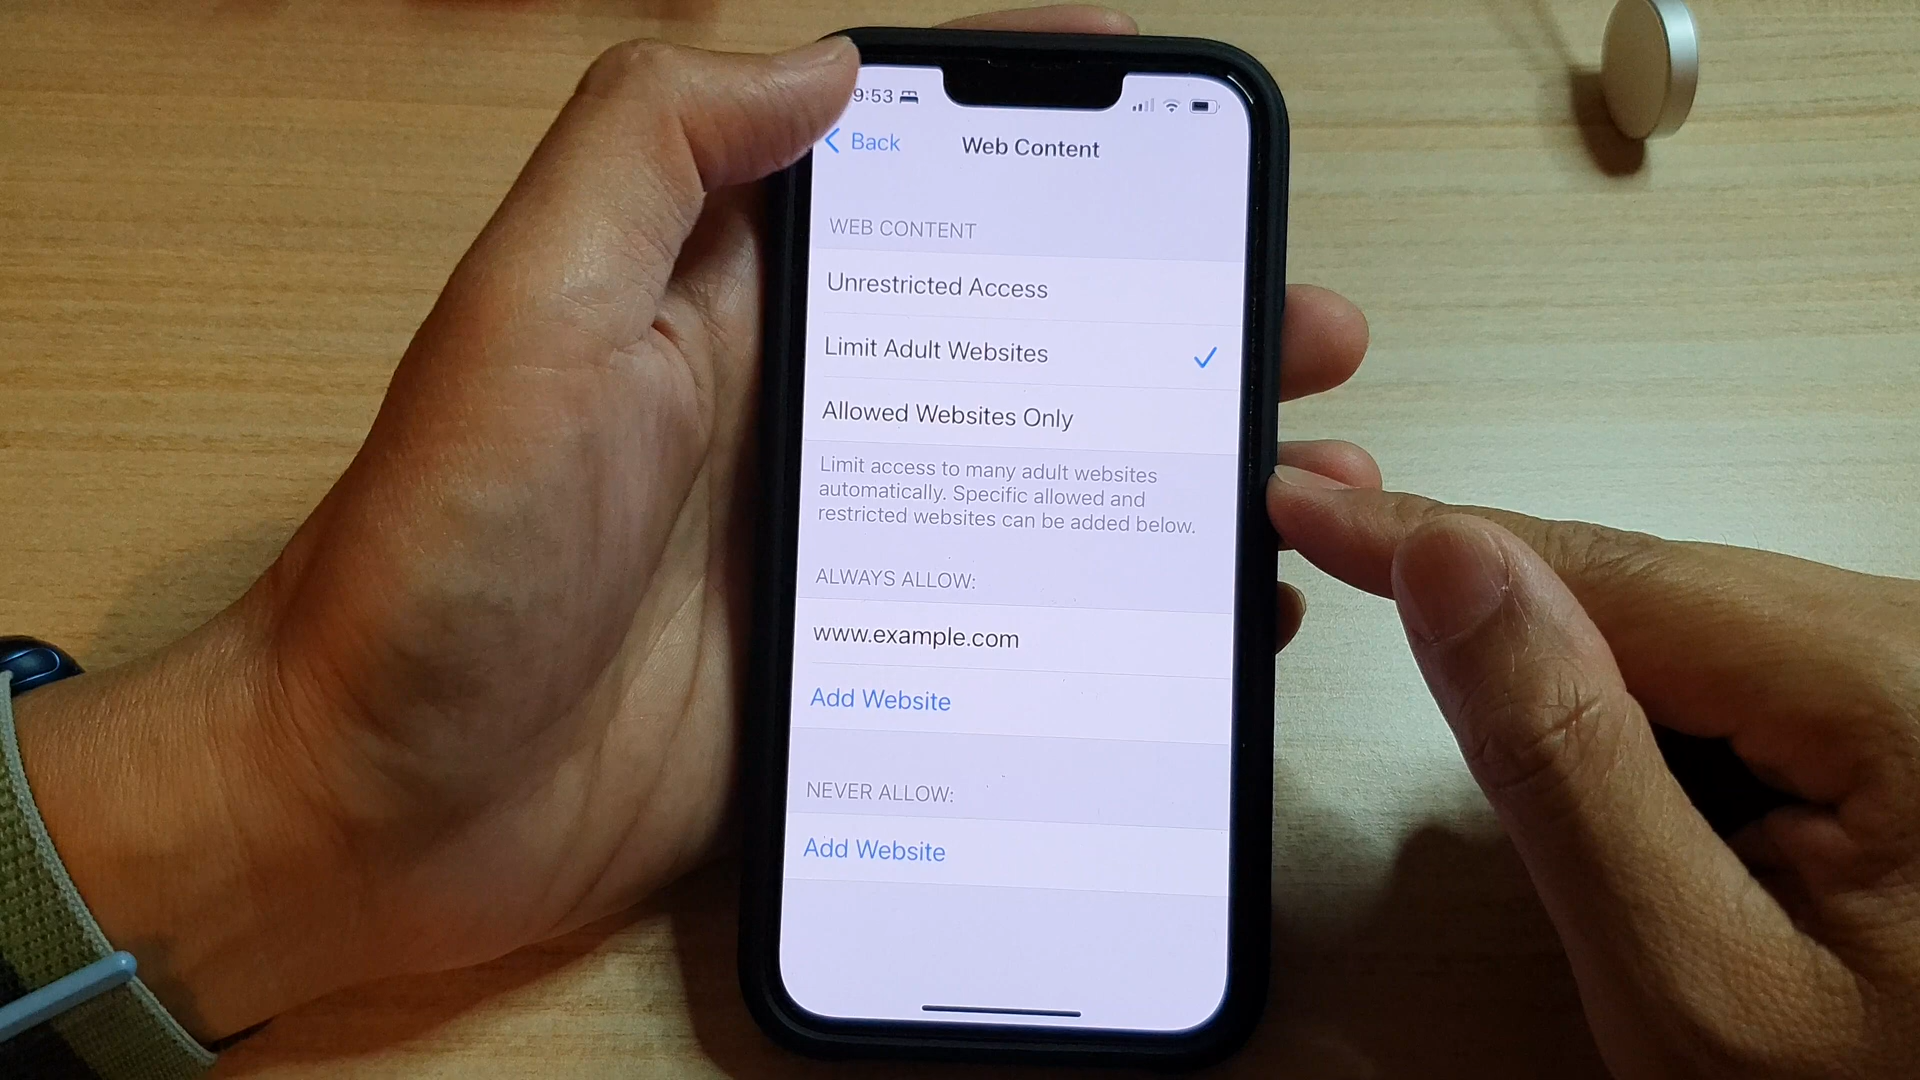 9:53
Back
Web Content
WEB CONTENT
Unrestricted Access
Limit Adult Websites
Allowed Websites Only
Limit access to many adult websites
automatically. Specific allowed and
restricted websites can be added below.
ALWAYS ALLOW:
www.example.com
Add Website
NEVER ALLOW:
Add Website